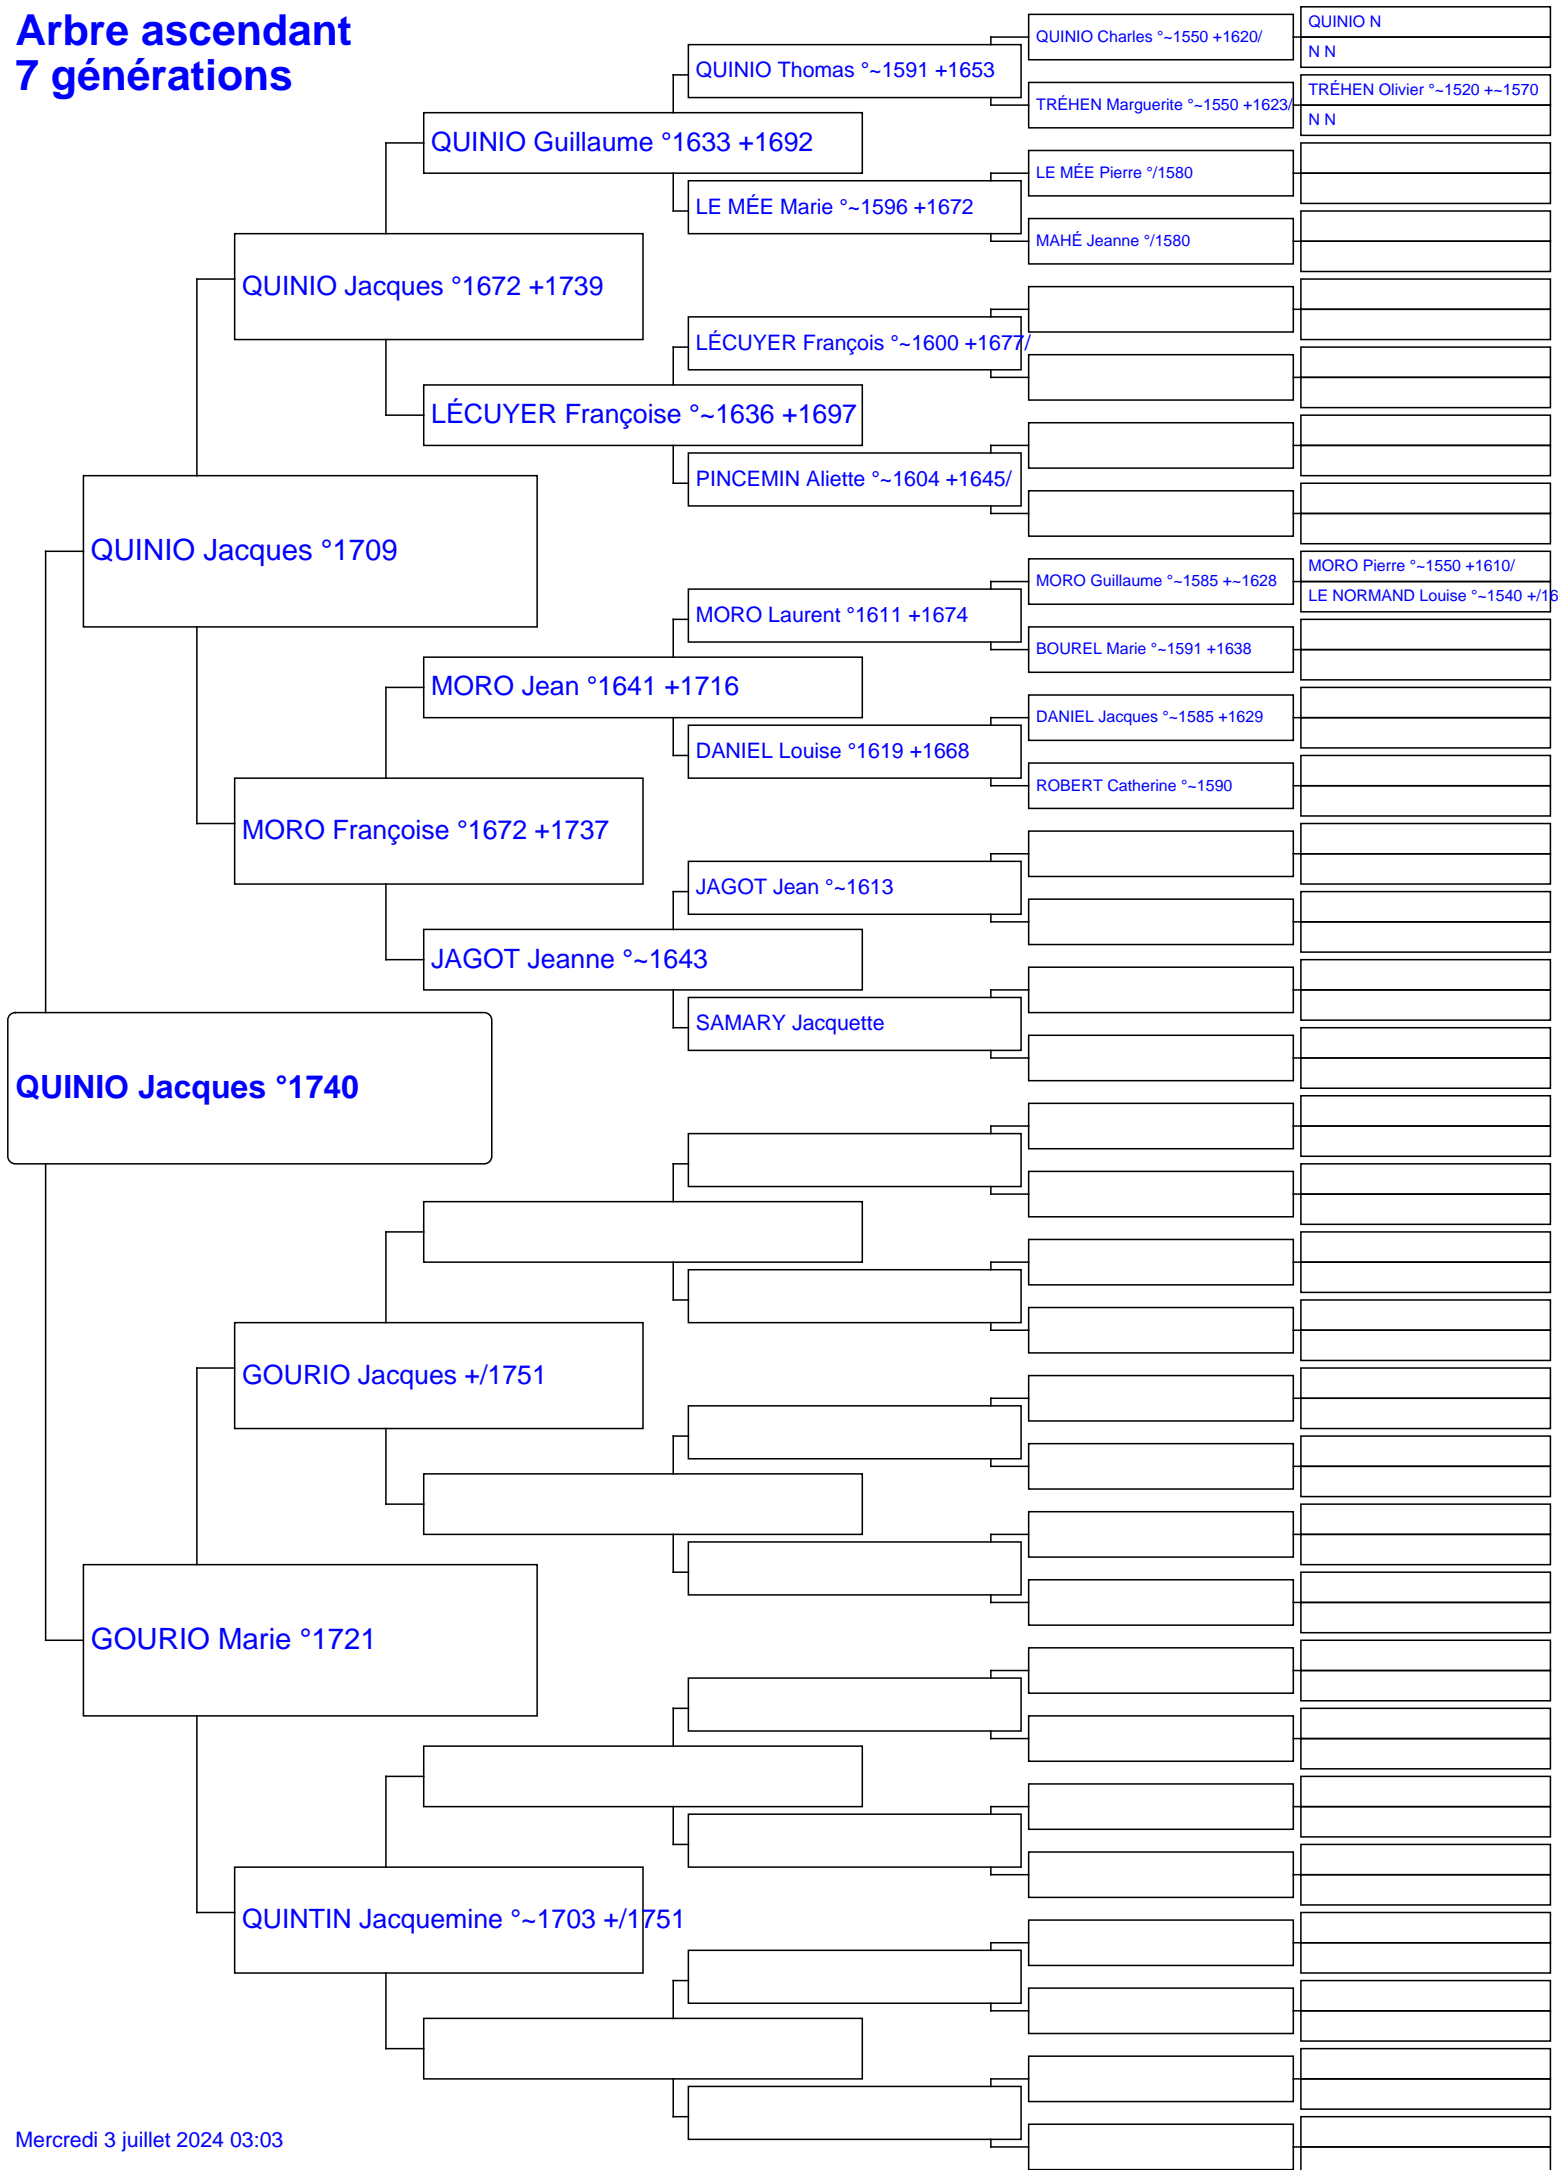 Arbre ascendant
7 générations
QUINIO Jacques °1740
QUINIO Jacques °1709
GOURIO Marie °1721
QUINIO Jacques °1672 +1739
MORO Françoise °1672 +1737
GOURIO Jacques +/1751
QUINTIN Jacquemine °~1703 +/1751
QUINIO Guillaume °1633 +1692
LÉCUYER Françoise °~1636 +1697
MORO Jean °1641 +1716
JAGOT Jeanne °~1643
QUINIO Thomas °~1591 +1653
LE MÉE Marie °~1596 +1672
LÉCUYER François °~1600 +1677/
PINCEMIN Aliette °~1604 +1645/
MORO Laurent °1611 +1674
DANIEL Louise °1619 +1668
JAGOT Jean °~1613
SAMARY Jacquette
QUINIO Charles °~1550 +1620/
TRÉHEN Marguerite °~1550 +1623/
LE MÉE Pierre °/1580
MAHÉ Jeanne °/1580
MORO Guillaume °~1585 +~1628
BOUREL Marie °~1591 +1638
DANIEL Jacques °~1585 +1629
ROBERT Catherine °~1590
QUINIO N
N N
TRÉHEN Olivier °~1520 +~1570
N N
MORO Pierre °~1550 +1610/
LE NORMAND Louise °~1540 +/16
Mercredi 3 juillet 2024 03:03